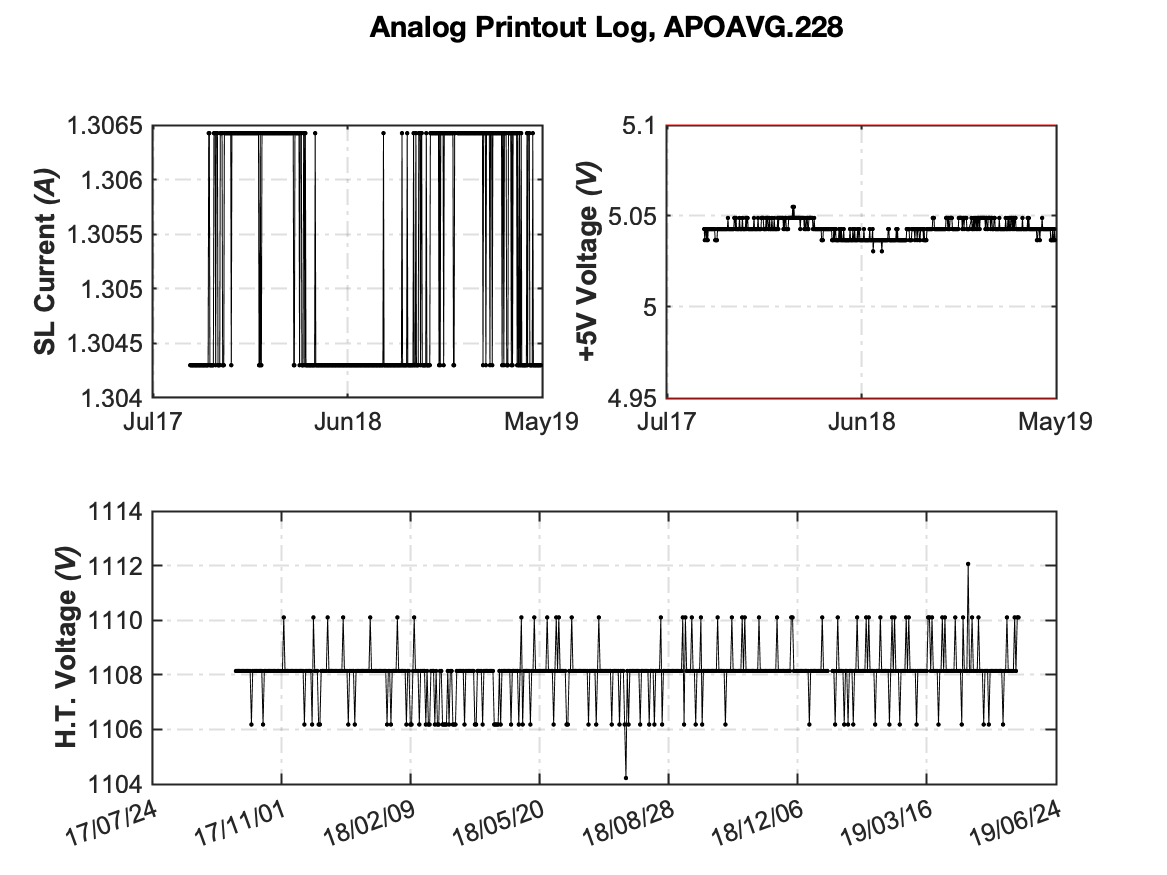 Analog Printout Log, APOAVG.228
SL Current (A)
1.3065
1.306
1.3055
1.305
1.3045
1.304
Jul17
Jun18
May19
+5V Voltage (V)
5.1
5.05
5
4.95
Jul17
Jun18
May19
H.T. Voltage (V)
1114
1112
1110
1108
1106
1104
17/07/24
17/11/01
18/02/09
18/05/20
18/08/28
18/12/06
19/03/16
19/06/24